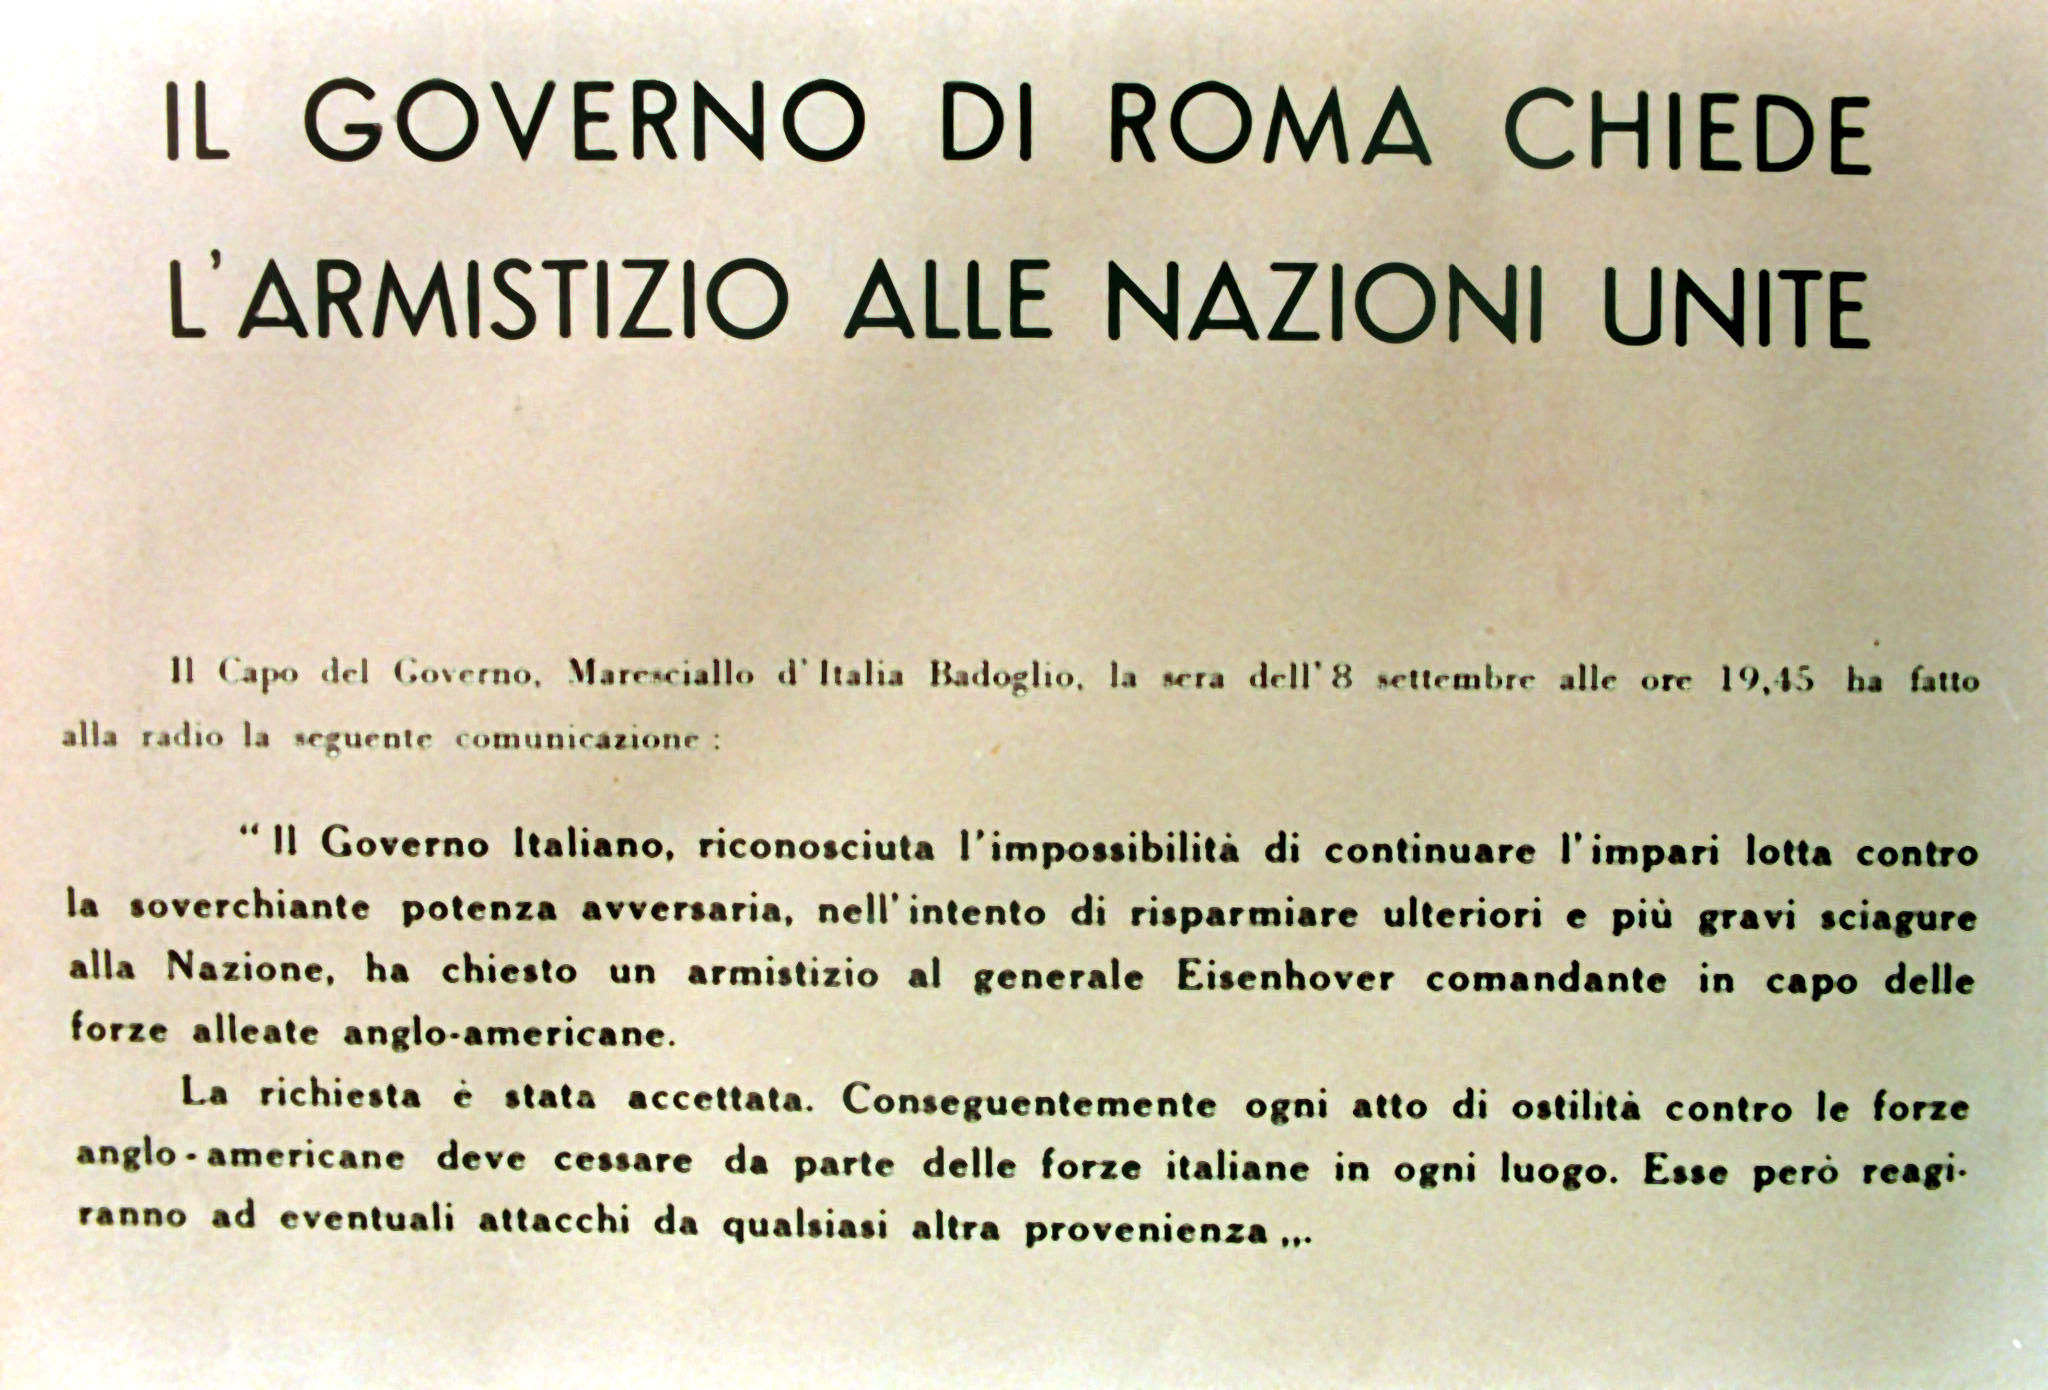 IL GOVERNO DI ROMA CHIEDE
L'ARMISTIZIO ALLE NAZIONI UNITE
Il Capo del Governo, Maresciallo d'Italia Badoglio, la sera dell'8 settembre alle ore 19,45 ha fatto
alla radio la seguente comunicazione :
“Il Governo Italiano, riconosciuta l'impossibilità di continuare l'impari lotta contro
la soverchiante potenza avversaria, nell'intento di risparmiare ulteriori e più gravi sciagure
alla Nazione, ha chiesto un armistizio al generale Eisenhover comandante in capo delle
forze alleate anglo-americane.
La richiesta è stata accettata. Conseguentemente ogni atto di ostilità contro le forze
anglo-americane deve cessare da parte delle forze italiane in ogni luogo. Esse però reagi-
ranno ad eventuali attacchi da qualsiasi altra provenienza „.